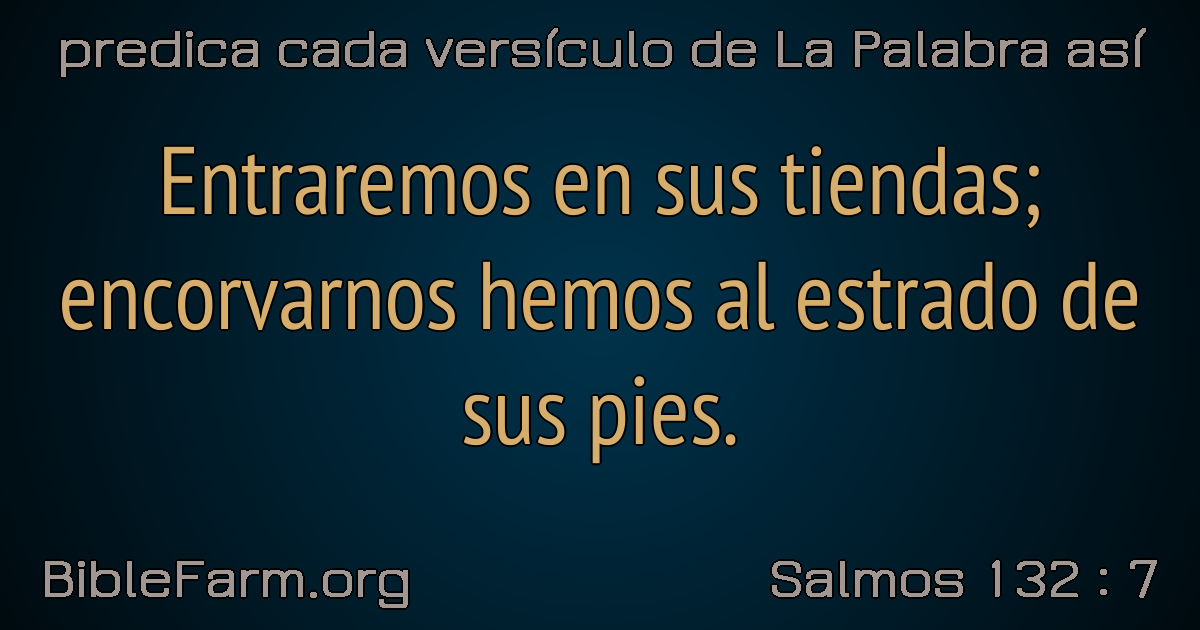 predica cada versículo de La Palabra así
Entraremos en sus tiendas;
encorvarnos hemos al estrado de
sus pies.
BibleFarm.org
Salmos 132 : 7